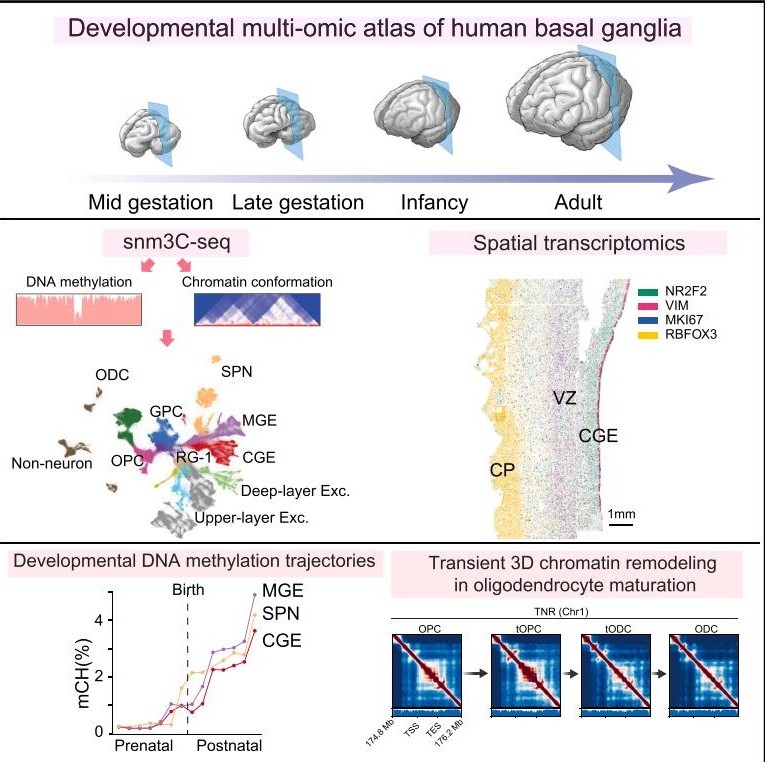 Developmental multi-omic atlas of human basal ganglia
Mid gestation
Late gestation
Infancy
Adult
snm3C-seq
DNA methylation
Chromatin conformation
ODC
SPN
GPC
MGE
Non-neuron
OPC
RG-1
CGE
Deep-layer Exc.
Upper-layer Exc.
Spatial transcriptomics
NR2F2
VIM
MKI67
RBFOX3
VZ
CGE
CP
1mm
Developmental DNA methylation trajectories
Birth
MGE
SPN
CGE
mCH(%)
4
2
0
Prenatal
Postnatal
Transient 3D chromatin remodeling
in oligodendrocyte maturation
TNR (Chr1)
OPC
tOPC
tODC
ODC
174.8 Mb
TSS
TES
176.2 Mb